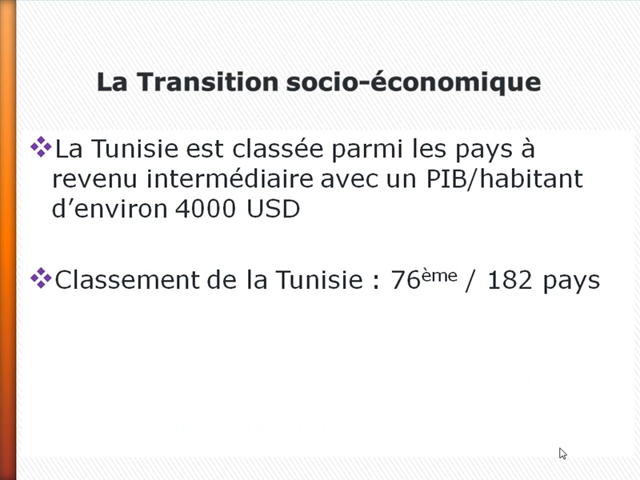 La Transition socio-économique
La Tunisie est classée parmi les pays à
revenu intermédiaire avec un PIB/habitant
d’environ 4000 USD
Classement de la Tunisie : 76ème / 182 pays